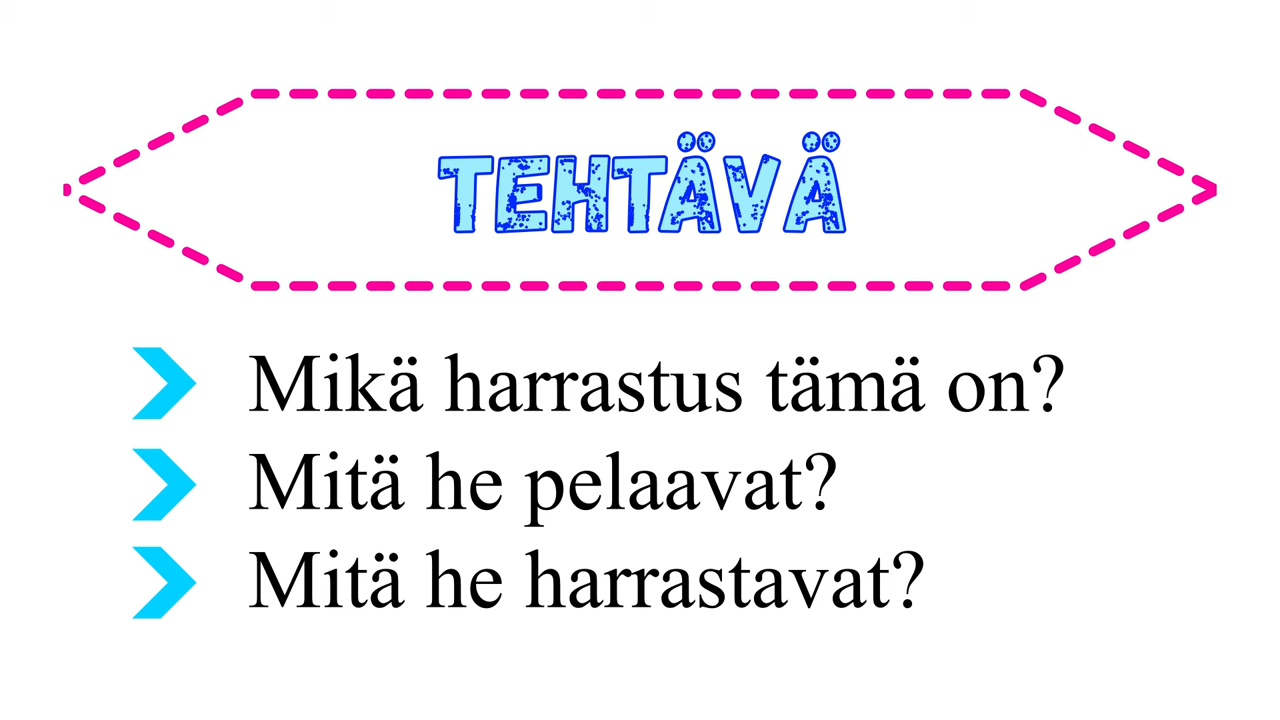 TEHTÄVÄ
Mikä harrastus tämä on?
Mitä he pelaavat?
Mitä he harrastavat?